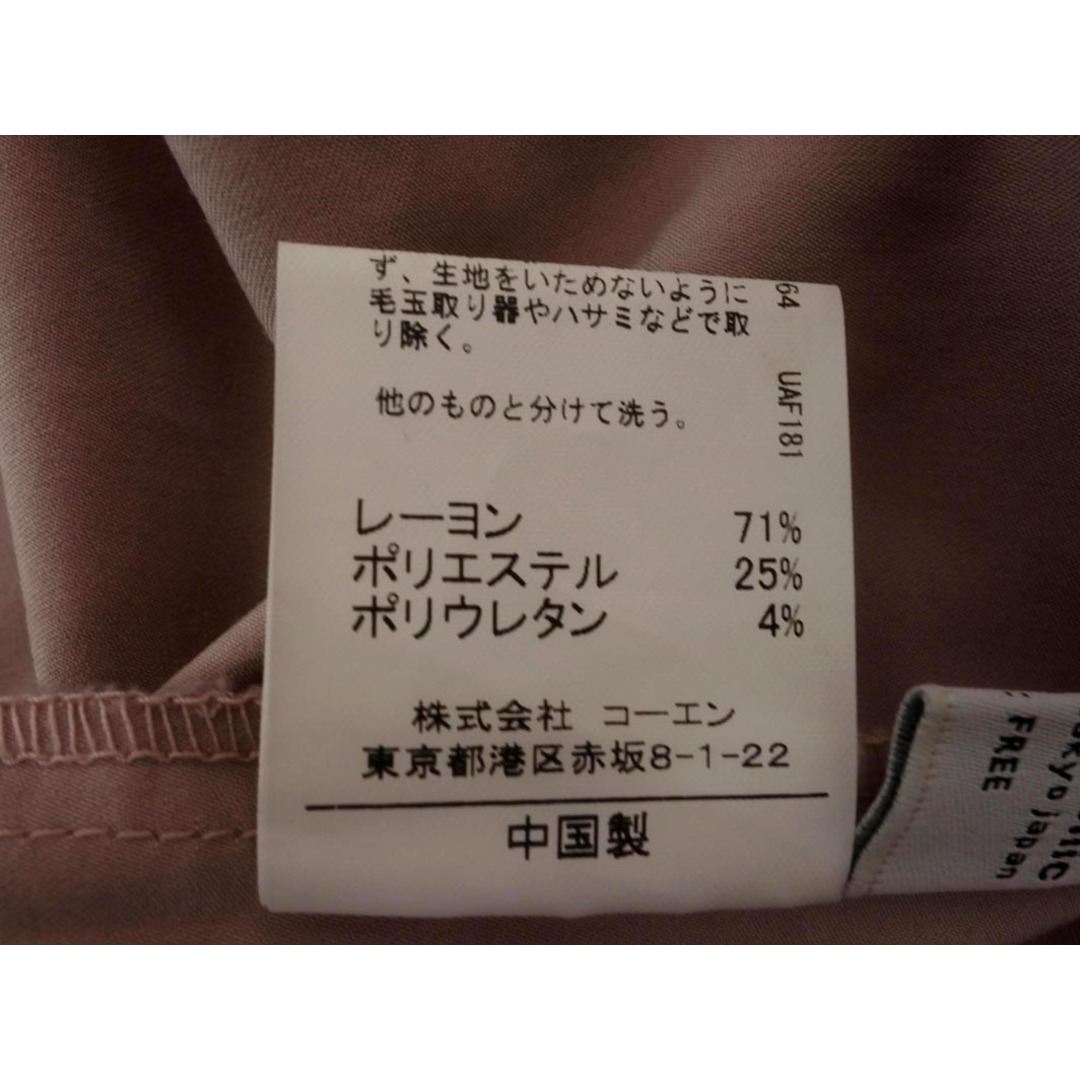 ず、生地をいためないように
毛玉取り器やハサミなどで取
り除く。
他のものと分けて洗う。
64 UAF181
レーヨン 71%
ポリエステル 25%
ポリウレタン 4%
株式会社 コーエン
東京都港区赤坂8-1-22
中国製
: FREE
kyo japan